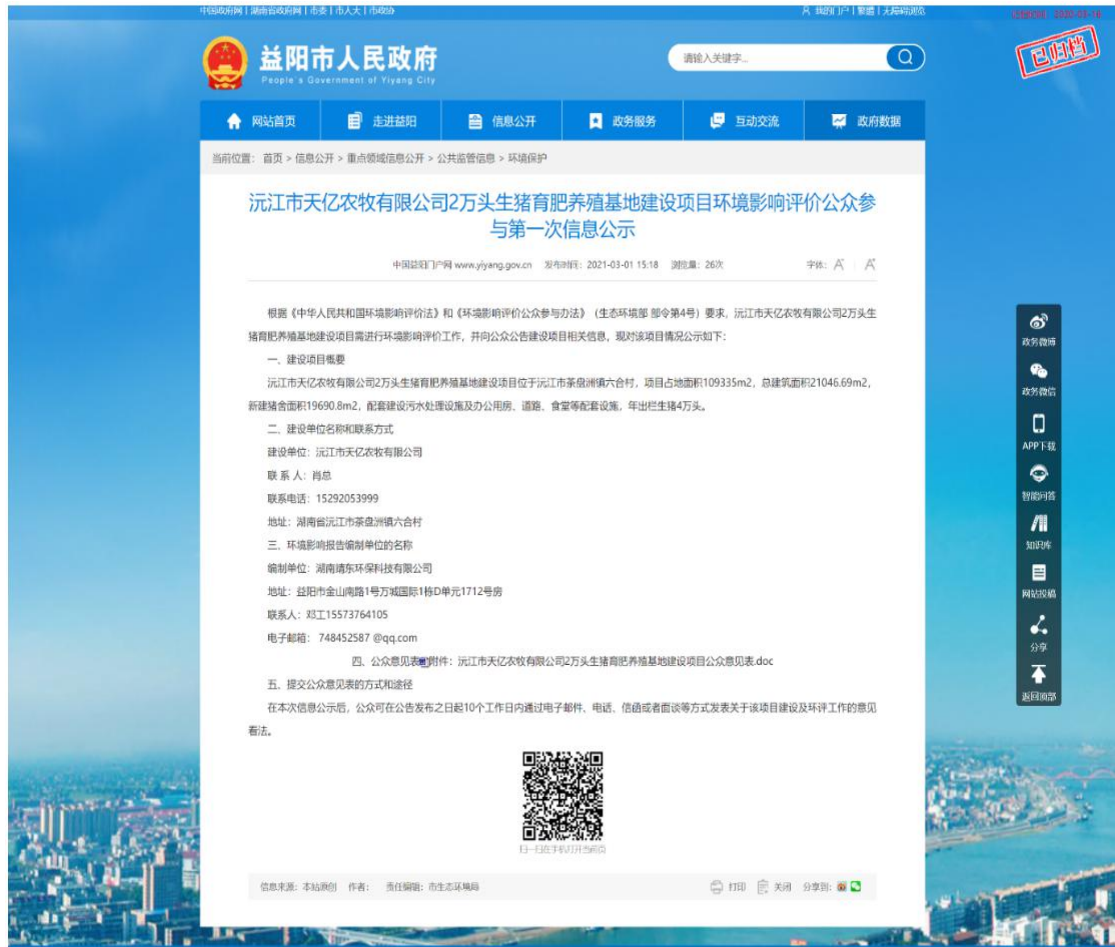 中国政府网 | 湖南省政府网 | 市委 | 市人大 | 市政协
我的门户 | 繁體 | 无障碍浏览
已归档
益阳市人民政府
People's Government of Yiyang City
请输入关键字...
网站首页 走进益阳 信息公开 政务服务 互动交流 政府数据
当前位置: 首页 > 信息公开 > 重点领域信息公开 > 公共监管信息 > 环境保护
沅江市天亿农牧有限公司2万头生猪育肥养殖基地建设项目环境影响评价公众参
与第一次信息公示
中国益阳门户网 www.yiyang.gov.cn 发布时间: 2021-03-01 15:18 浏览量: 26次 字体: A A
根据《中华人民共和国环境影响评价法》和《环境影响评价公众参与办法》（生态环境部 部令第4号）要求，沅江市天亿农牧有限公司2万头生
猪育肥养殖基地建设项目需进行环境影响评价工作，并向公众公告建设项目相关信息，现对该项目情况公示如下：
一、建设项目概要
沅江市天亿农牧有限公司2万头生猪育肥养殖基地建设项目位于沅江市茶盘洲镇六合村，项目占地面积109335m2，总建筑面积21046.69m2，
新建猪舍面积19690.8m2，配套建设污水处理设施及办公用房、道路、食堂等配套设施，年出栏生猪4万头。
二、建设单位名称和联系方式
建设单位：沅江市天亿农牧有限公司
联 系 人：肖总
联系电话：15292053999
地址：湖南省沅江市茶盘洲镇六合村
三、环境影响报告编制单位的名称
编制单位：湖南靖东环保科技有限公司
地址：益阳市金山南路1号万城国际1栋D单元1712号房
联系人：邓工15573764105
电子邮箱： 748452587 @qq.com
四、公众意见表附件：沅江市天亿农牧有限公司2万头生猪育肥养殖基地建设项目公众意见表.doc
五、提交公众意见表的方式和途径
在本次信息公示后，公众可在公告发布之日起10个工作日内通过电子邮件、电话、信函或者面谈等方式发表关于该项目建设及环评工作的意见
看法。
扫一扫在手机打开当前页
信息来源: 本站原创 作者: 责任编辑: 市生态环境局 打印 关闭 分享到:
政务微博
政务微信
APP下载
智能问答
知识库
网站投稿
分享
返回顶部